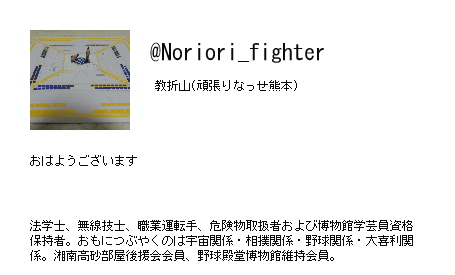 @Noriori_fighter
教折山(頑張りなっせ熊本)
おはようございます
法学士、無線技士、職業運転手、危険物取扱者および博物館学芸員資格
保持者。おもにつぶやくのは宇宙関係・相撲関係・野球関係・大喜利関
係。湘南高砂部屋後援会会員、野球殿堂博物館維持会員。